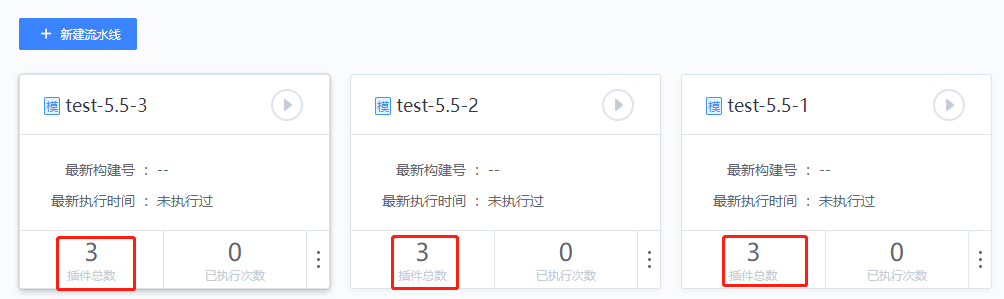 + 新建流水线
模 test-5.5-3
模 test-5.5-2
模 test-5.5-1
最新构建号 : --
最新执行时间 : 未执行过
最新构建号 : --
最新执行时间 : 未执行过
最新构建号 : --
最新执行时间 : 未执行过
3
插件总数
0
已执行次数
3
插件总数
0
已执行次数
3
插件总数
0
已执行次数